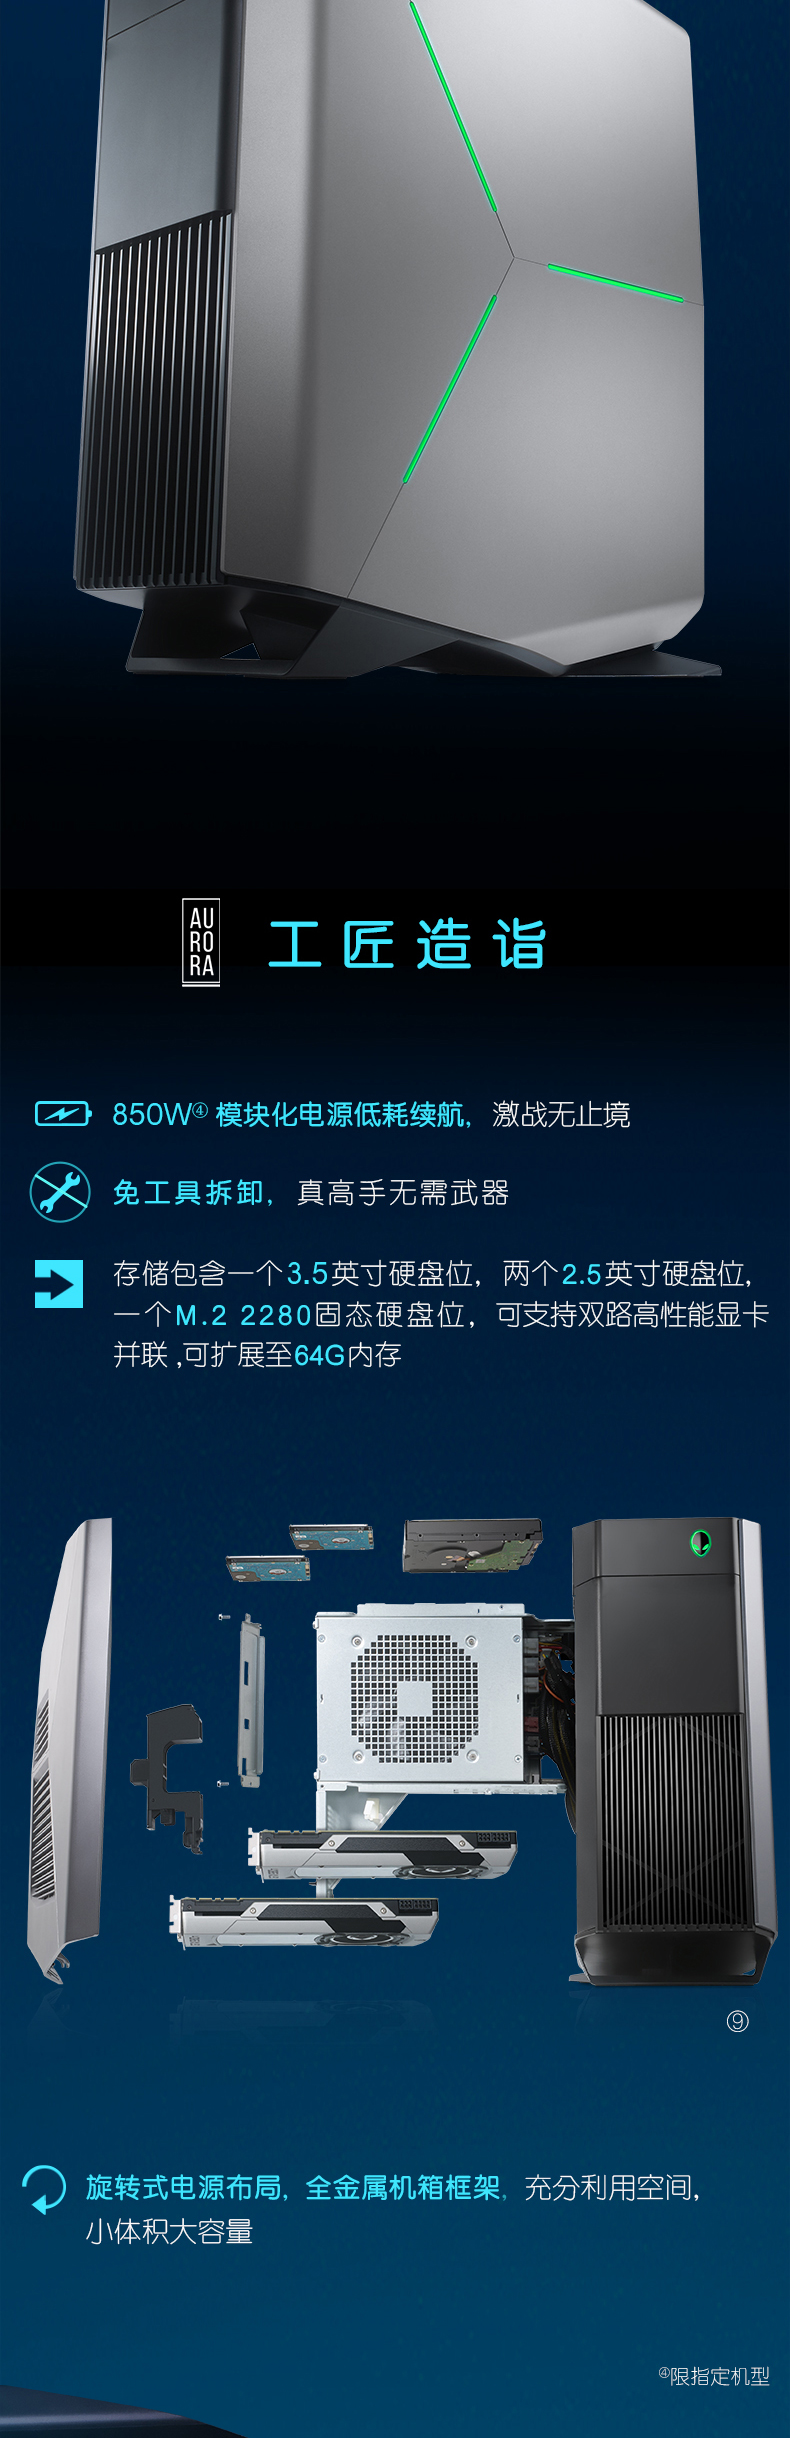 AU
RO
RA
工匠造诣
850W④ 模块化电源低耗续航，激战无止境
免工具拆卸，真高手无需武器
存储包含一个3.5英寸硬盘位，两个2.5英寸硬盘位，
一个M.2 2280固态硬盘位，可支持双路高性能显卡
并联 ,可扩展至64G内存
⑨
旋转式电源布局，全金属机箱框架，充分利用空间，
小体积大容量
④限指定机型